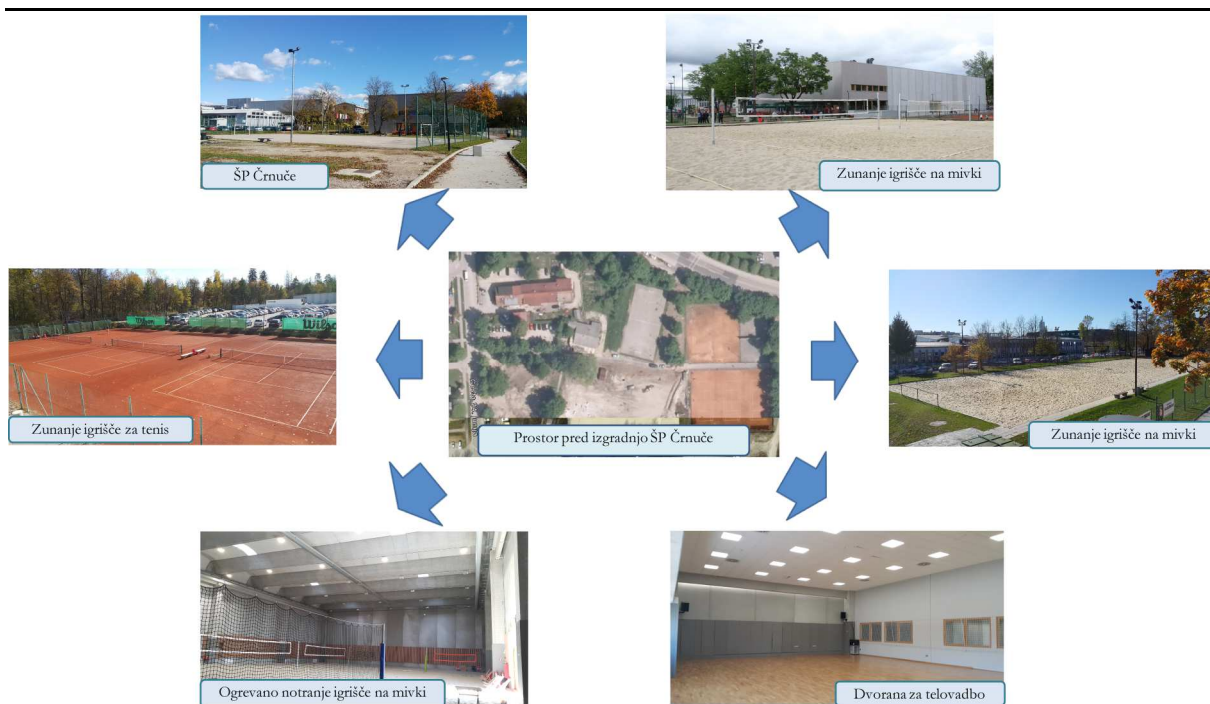 ŠP Črnuče
Zunanje igrišče na mivki
Wilson
Zunanje igrišče za tenis
Prostor pred izgradnjo ŠP Črnuče
Zunanje igrišče na mivki
Ogrevano notranje igrišče na mivki
Dvorana za telovadbo